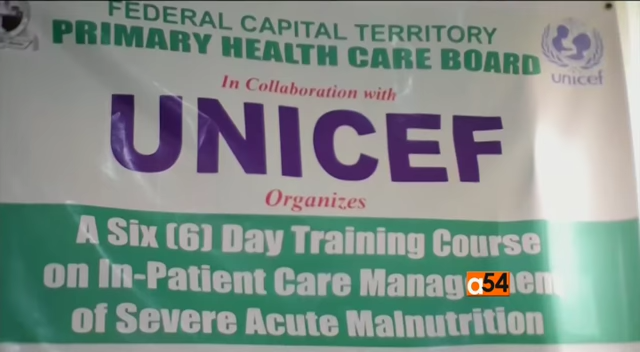 FEDERAL CAPITAL TERRITORY
PRIMARY HEALTH CARE BOARD
unicef
In Collaboration with
UNICEF
Organizes
A Six (6) Day Training Course
on In-Patient Care
a54
of Severe Acute Malnutrition